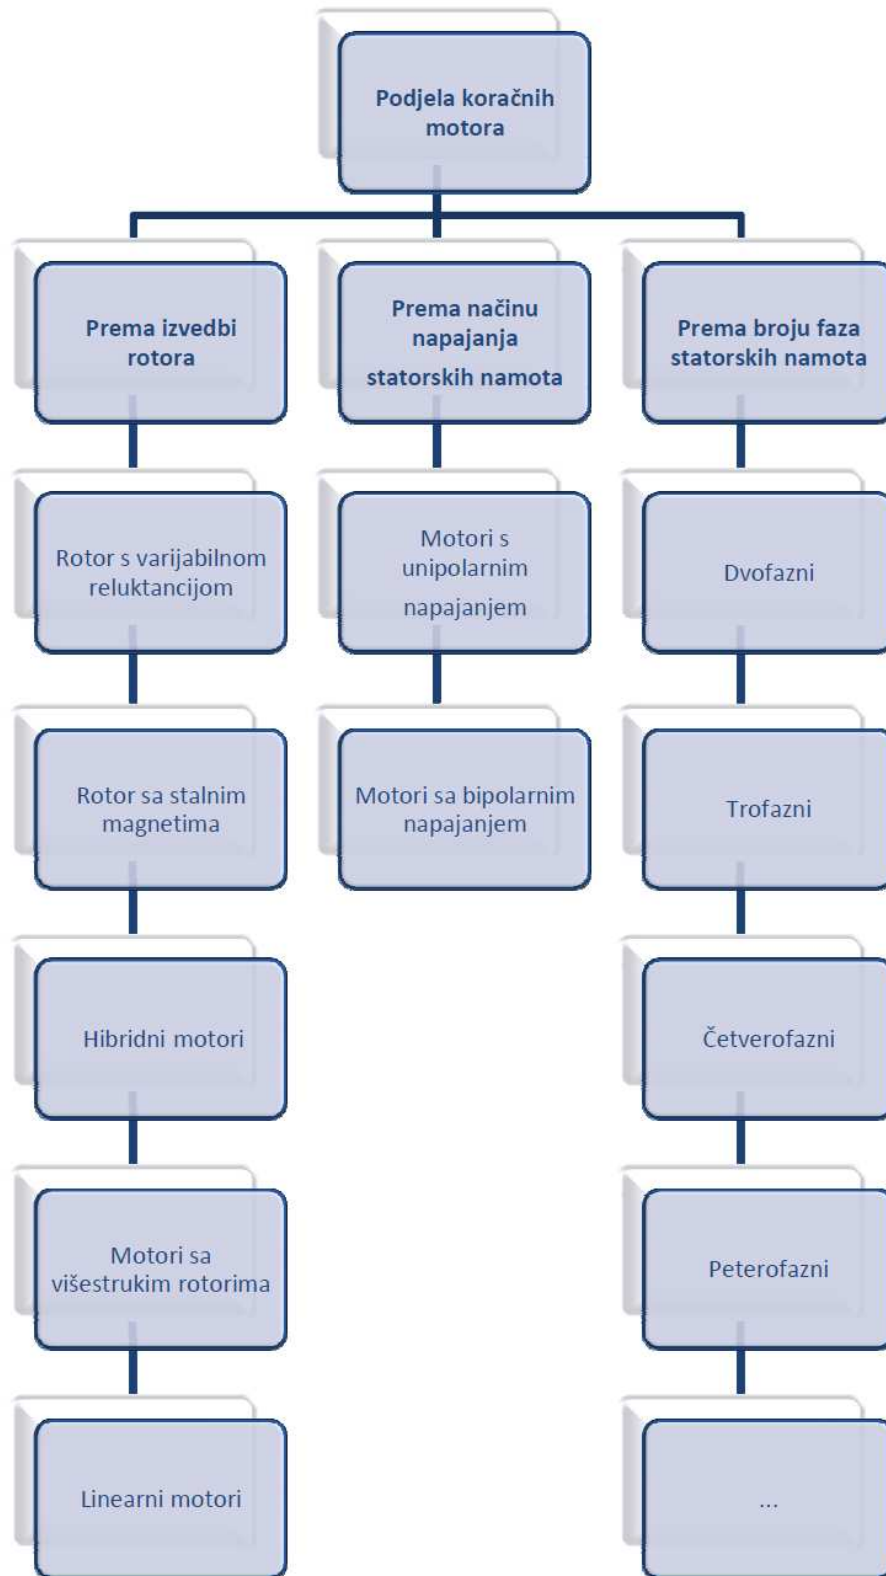 Podjela koračnih
motora
Prema izvedbi
rotora
Prema načinu
napajanja
statorskih namota
Prema broju faza
statorskih namota
Rotor s varijabilnom
reluktancijom
Motori s
unipolarnim
napajanjem
Dvofazni
Rotor sa stalnim
magnetima
Motori sa bipolarnim
napajanjem
Trofazni
Hibridni motori
Četverofazni
Motori sa
višestrukim rotorima
Peterofazni
Linearni motori
...